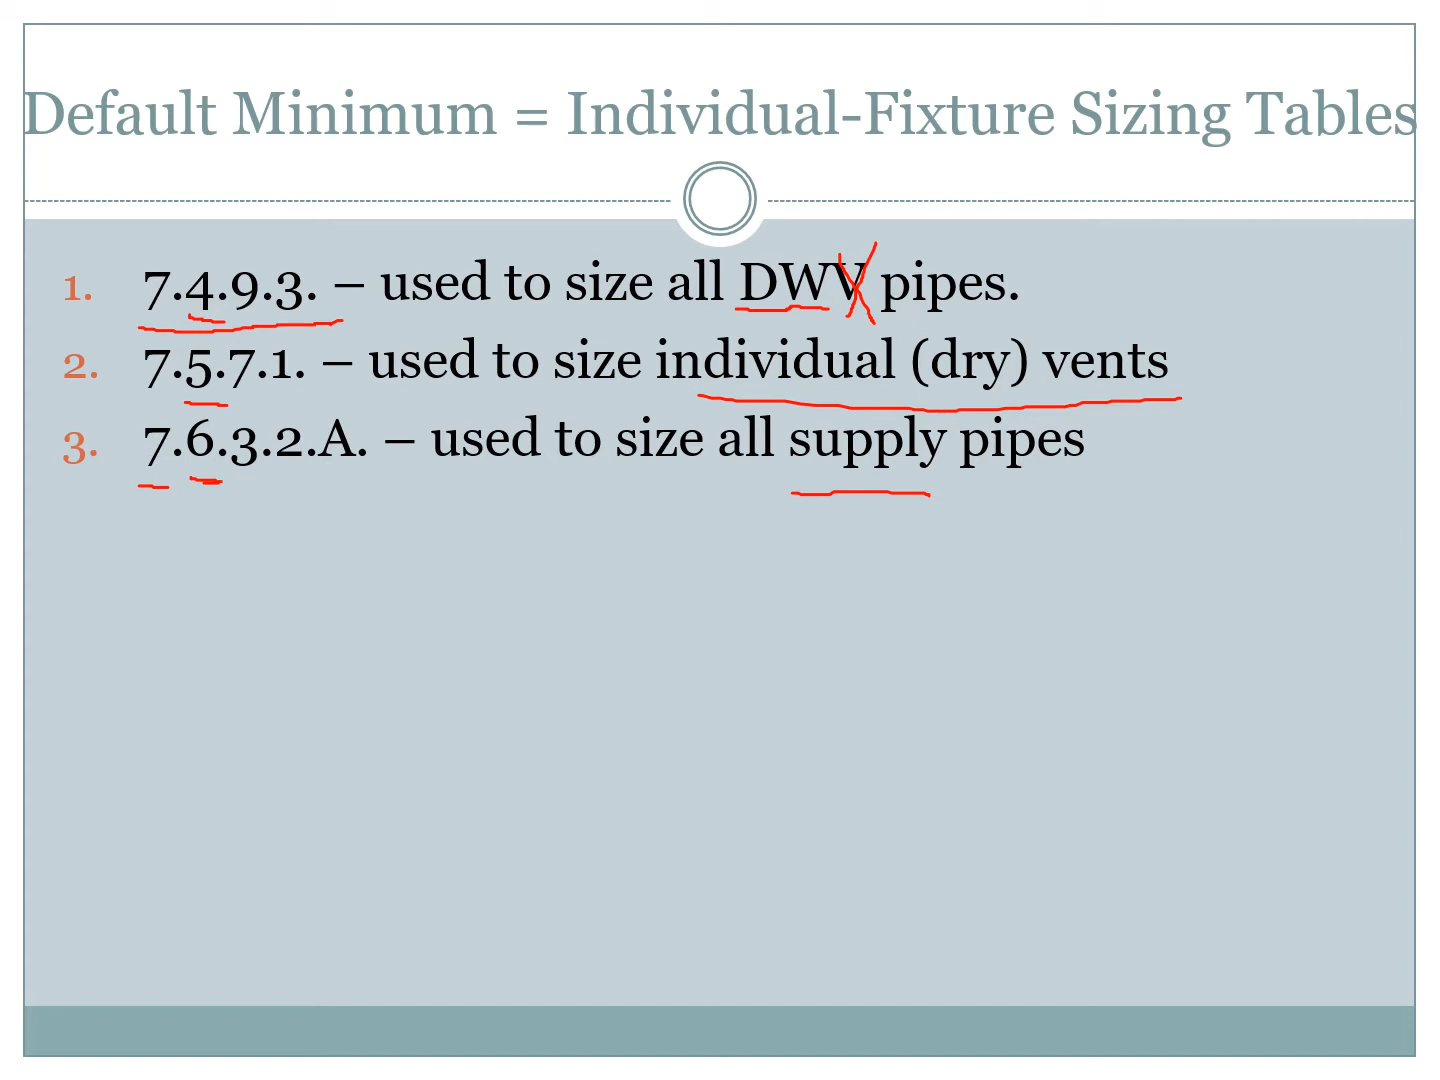 Default Minimum = Individual-Fixture Sizing Tables
1. 7.4.9.3. – used to size all DWV pipes.
2. 7.5.7.1. – used to size individual (dry) vents
3. 7.6.3.2.A. – used to size all supply pipes